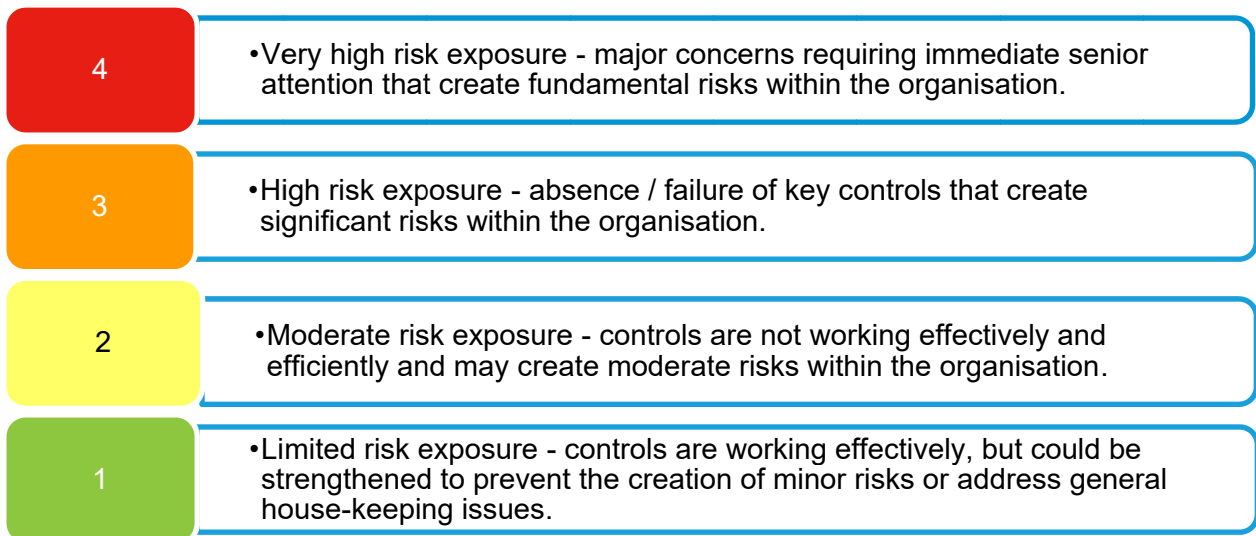 4
•Very high risk exposure - major concerns requiring immediate senior
attention that create fundamental risks within the organisation.
3
•High risk exposure - absence / failure of key controls that create
significant risks within the organisation.
2
•Moderate risk exposure - controls are not working effectively and
efficiently and may create moderate risks within the organisation.
1
•Limited risk exposure - controls are working effectively, but could be
strengthened to prevent the creation of minor risks or address general
house-keeping issues.